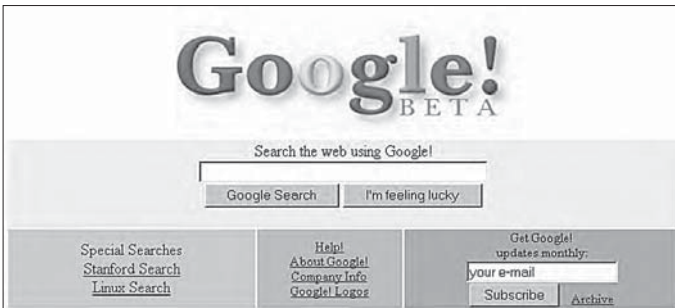 Google!
BETA
Search the web using Google!
Google Search I'm feeling lucky
Special Searches
Stanford Search
Linux Search
Help!
About Google!
Company Info
Google! Logos
Get Google!
updates monthly:
your e-mail
Subscribe Archive